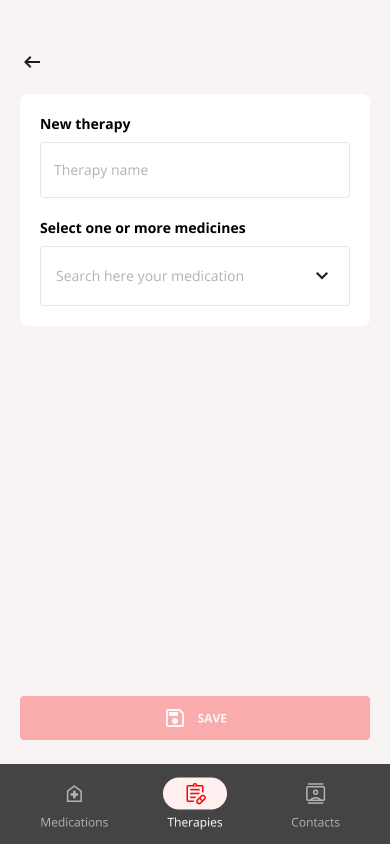 New therapy
Therapy name
Select one or more medicines
Search here your medication
SAVE
Medications
Therapies
Contacts